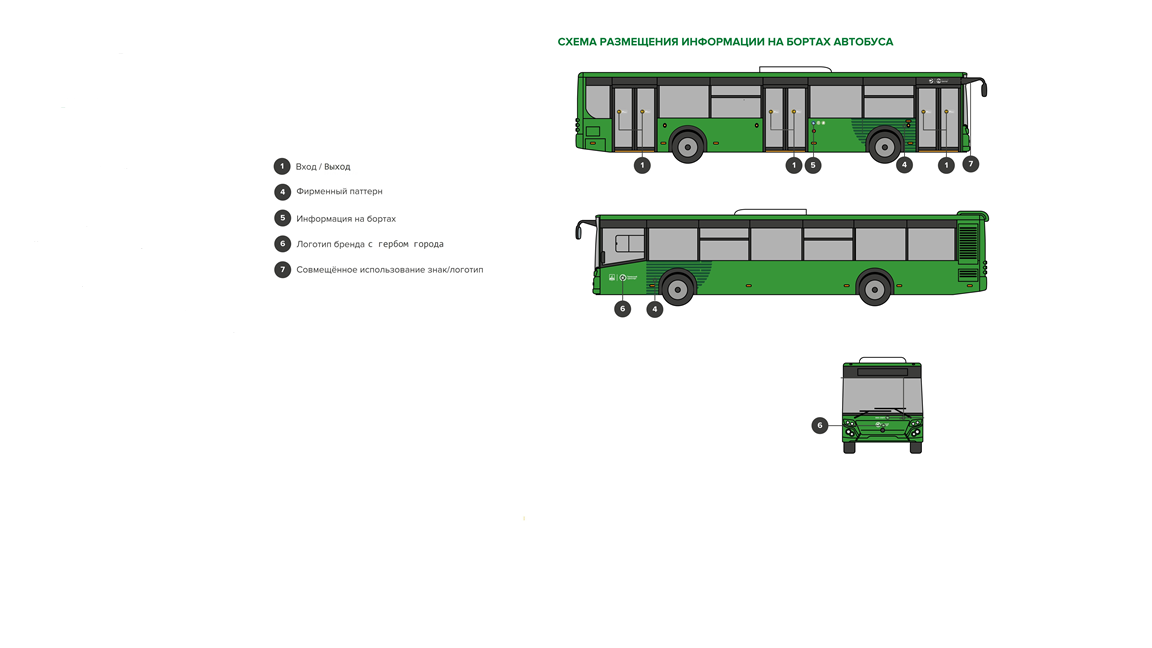 СХЕМА РАЗМЕЩЕНИЯ ИНФОРМАЦИИ НА БОРТАХ АВТОБУСА
1 Вход / Выход
4 Фирменный паттерн
5 Информация на бортах
6 Логотип бренда с гербом города
7 Совмещённое использование знак/логотип
1 1 5 4 1 7
6 4
6